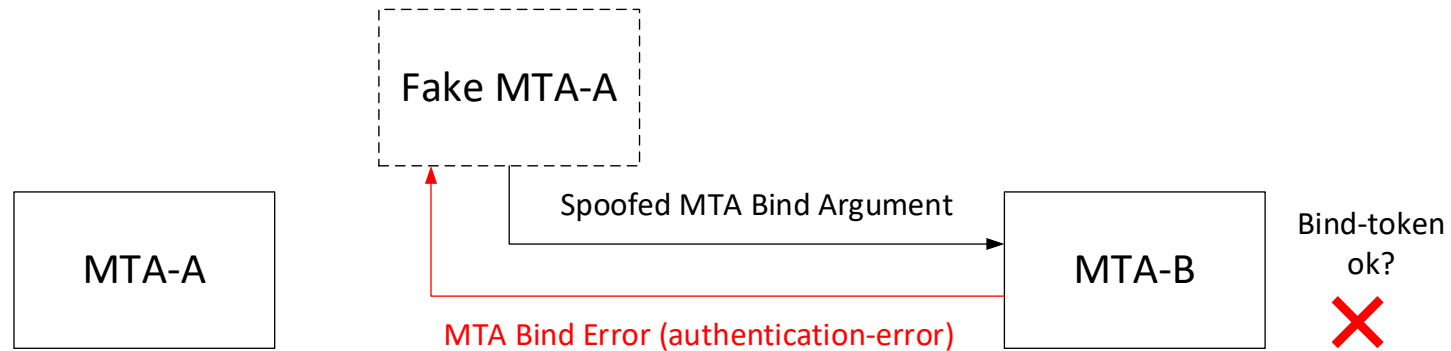 Fake MTA-A
Spoofed MTA Bind Argument
MTA-A
MTA-B
Bind-token
ok?
MTA Bind Error (authentication-error)